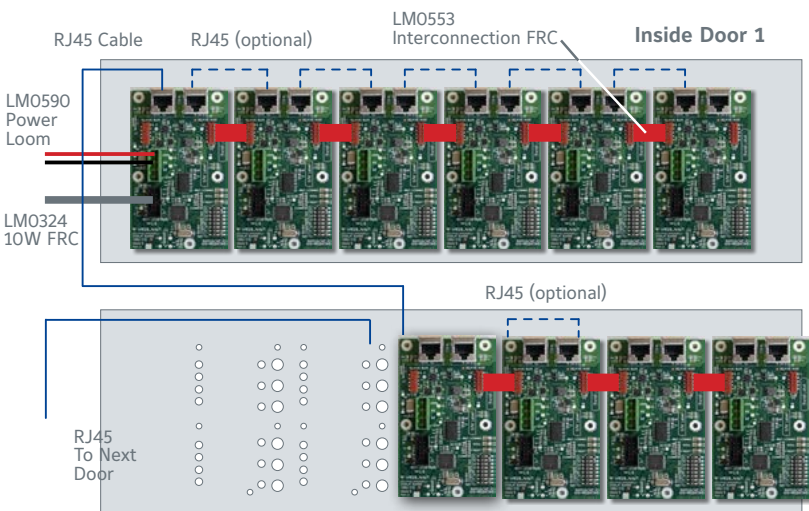 LM0553
Interconnection FRC
Inside Door 1
RJ45 Cable
RJ45 (optional)
LM0590
Power
Loom
LM0324
10W FRC
RJ45 (optional)
RJ45
To Next
Door